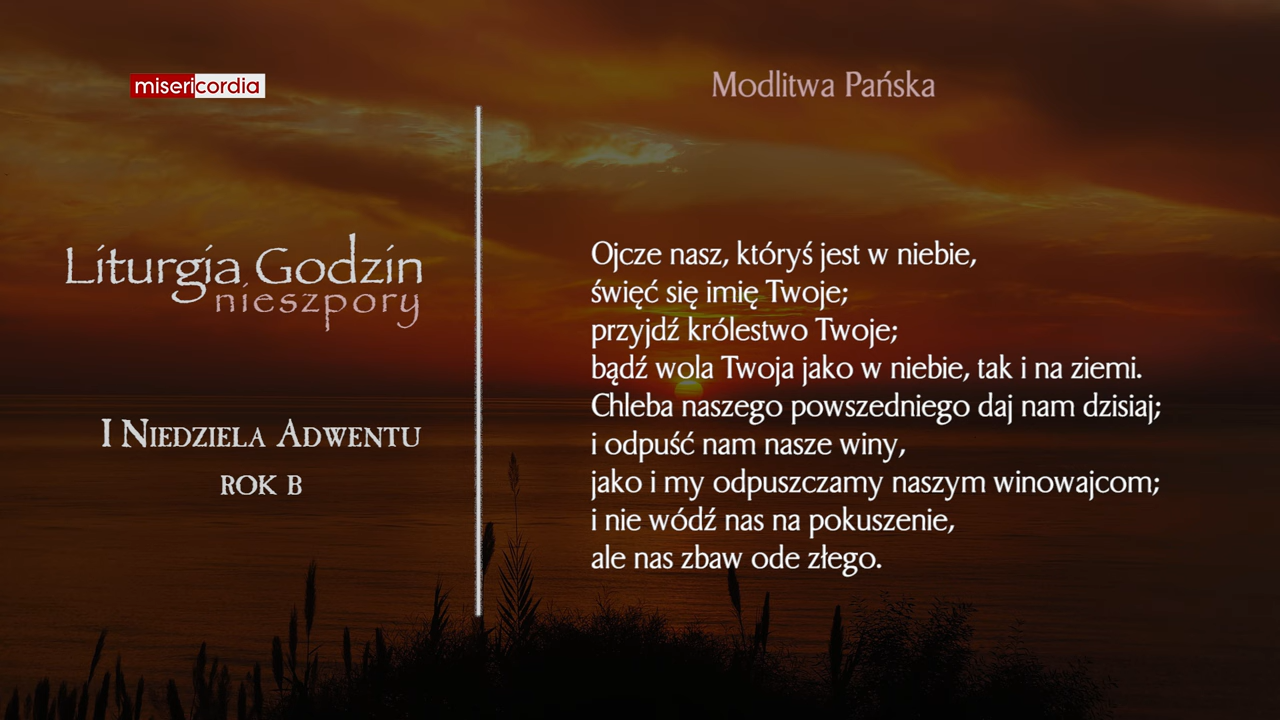 misericordia
Liturgia Godzin
nieszpory
I Niedziela Adwentu
rok B
Modlitwa Pańska
Ojcze nasz, któryś jest w niebie,
święć się imię Twoje;
przyjdź królestwo Twoje;
bądź wola Twoja jako w niebie, tak i na ziemi.
Chleba naszego powszedniego daj nam dzisiaj;
i odpuść nam nasze winy,
jako i my odpuszczamy naszym winowajcom;
i nie wódź nas na pokuszenie,
ale nas zbaw ode złego.